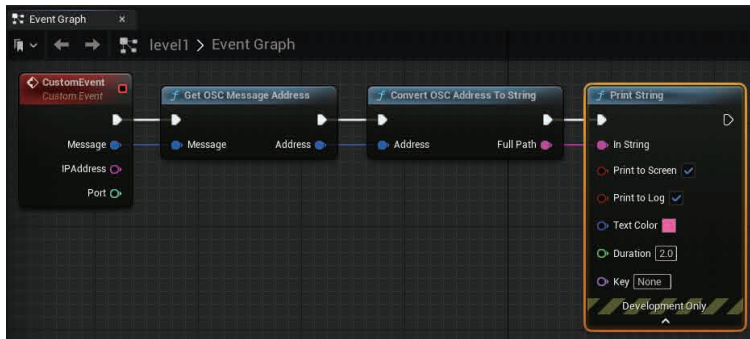 Event Graph ×
level1 > Event Graph
CustomEvent
Custom Event
Message
IPAddress
Port
f Get OSC Message Address
Message Address
f Convert OSC Address To String
Address Full Path
f Print String
In String
Print to Screen
Print to Log
Text Color
Duration 2.0
Key None
Development Only